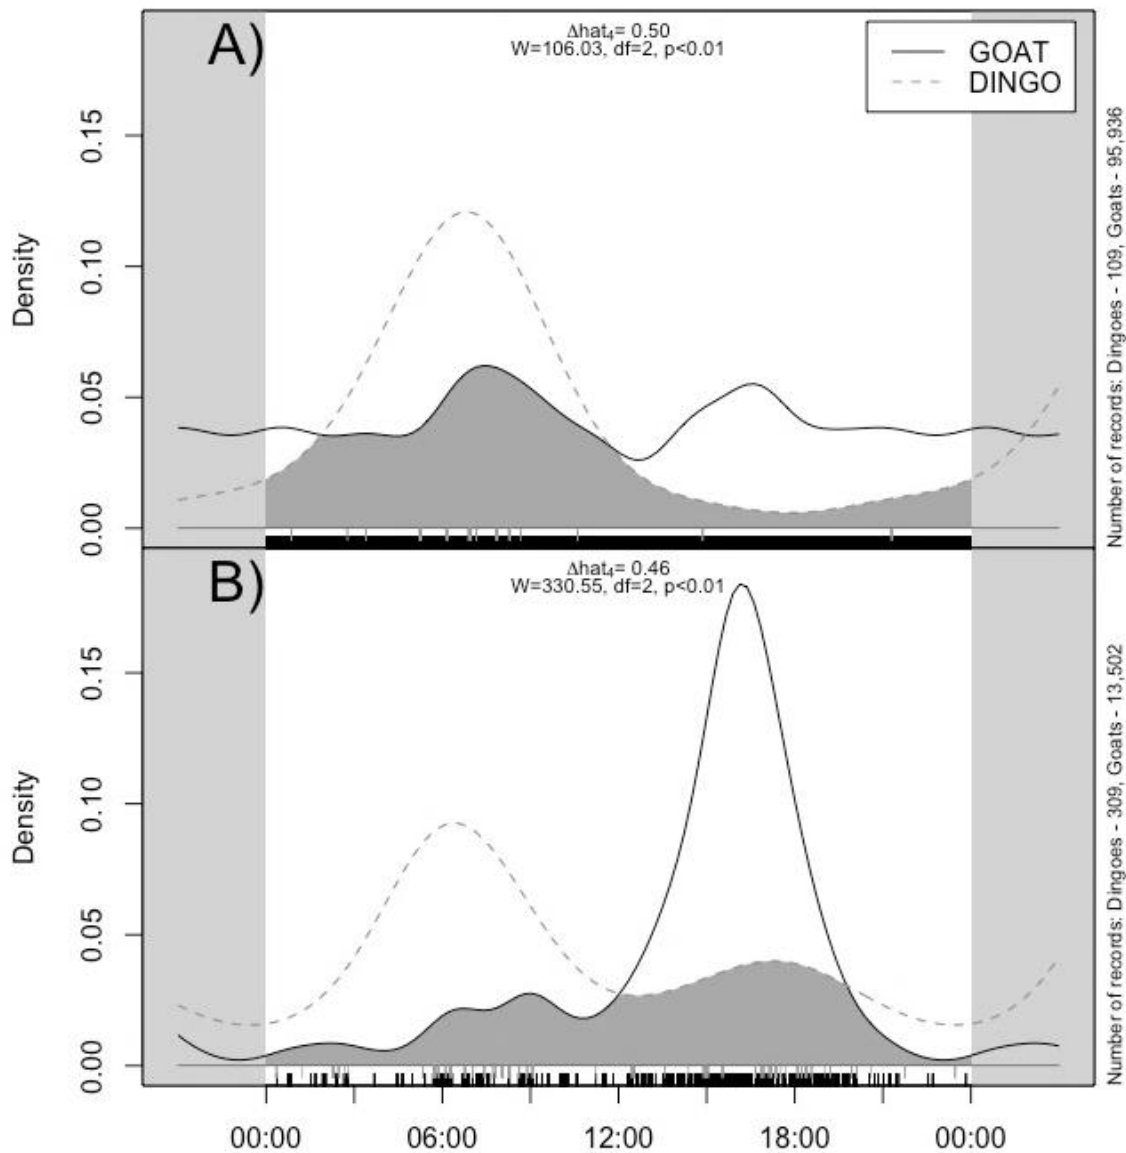 A)
Δhat₄= 0.50
W=106.03, df=2, p<0.01
GOAT
DINGO
0.15
0.10
0.05
0.00
Density
Number of records: Dingoes - 109, Goats - 95,936
B)
Δhat₄= 0.46
W=330.55, df=2, p<0.01
0.15
0.10
0.05
0.00
Density
Number of records: Dingoes - 309, Goats - 13,502
00:00 06:00 12:00 18:00 00:00